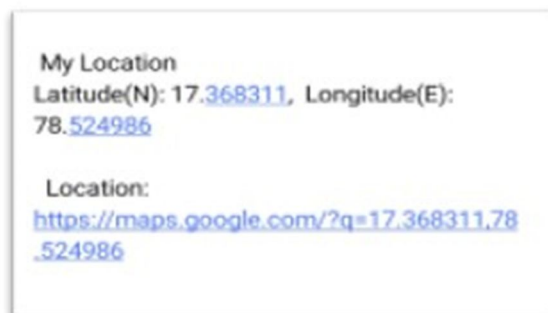 My Location
Latitude(N): 17.368311, Longitude(E):
78.524986
Location:
https://maps.google.com/?q=17.368311,78
.524986